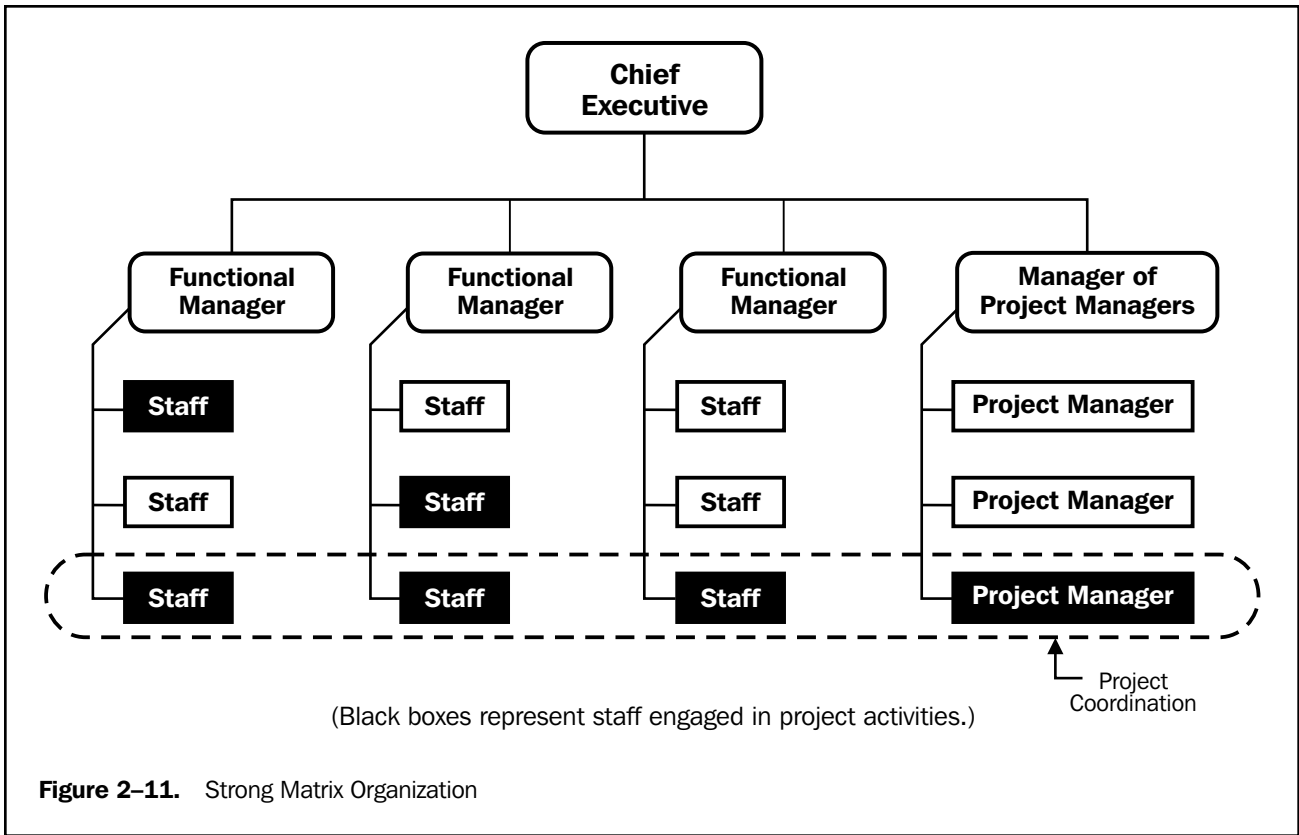 Chief
Executive
Functional
Manager
Functional
Manager
Functional
Manager
Manager of
Project Managers
Staff
Staff
Staff
Project Manager
Staff
Staff
Staff
Project Manager
Staff
Staff
Staff
Project Manager
Project
Coordination
(Black boxes represent staff engaged in project activities.)
Figure 2–11. Strong Matrix Organization